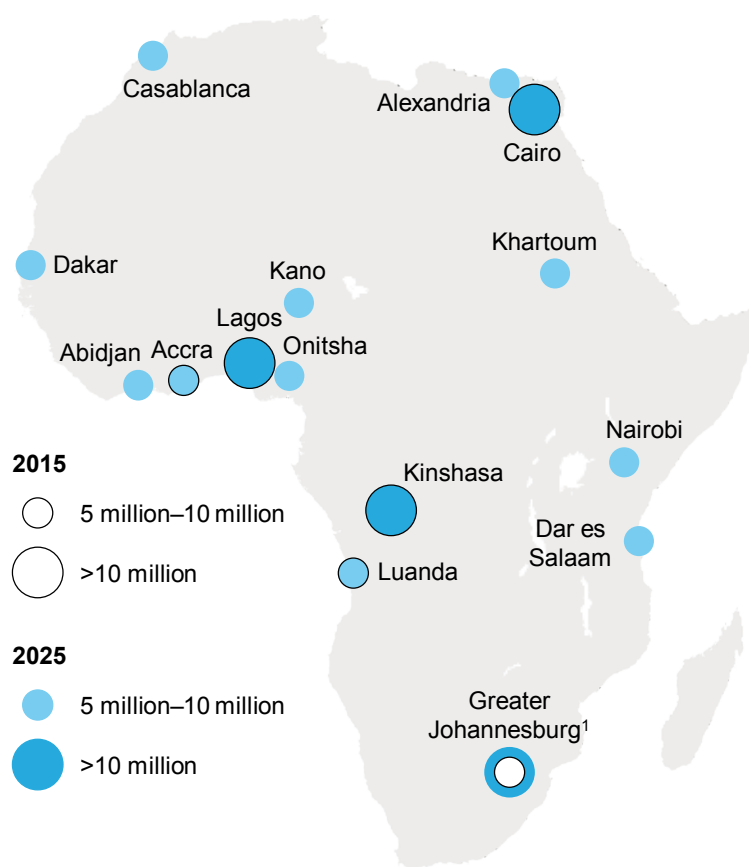 Casablanca
Alexandria
Cairo
Dakar
Khartoum
Kano
Lagos
Abidjan
Accra
Onitsha
Nairobi
2015
Kinshasa
5 million–10 million
Dar es
Salaam
>10 million
Luanda
2025
5 million–10 million
Greater
Johannesburg¹
>10 million